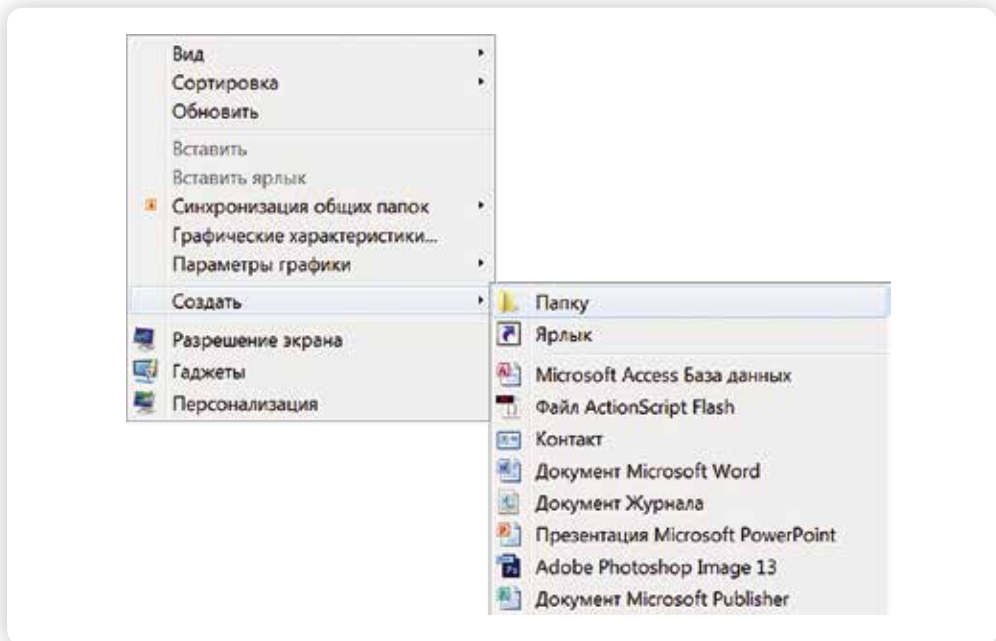 Вид
Сортировка
Обновить
Вставить
Вставить ярлык
Синхронизация общих папок
Графические характеристики...
Параметры графики
Создать
Разрешение экрана
Гаджеты
Персонализация
Папку
Ярлык
Microsoft Access База данных
Файл ActionScript Flash
Контакт
Документ Microsoft Word
Документ Журнала
Презентация Microsoft PowerPoint
Adobe Photoshop Image 13
Документ Microsoft Publisher